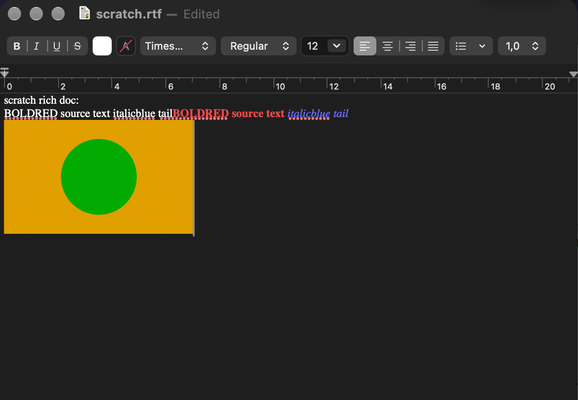 scratch.rtf — Edited
B I U S A Times... Regular 12 1,0
0 2 4 6 8 10 12 14 16 18 20
scratch rich doc:
BOLDRED source text italicblue tailBOLDRED source text italicblue tail